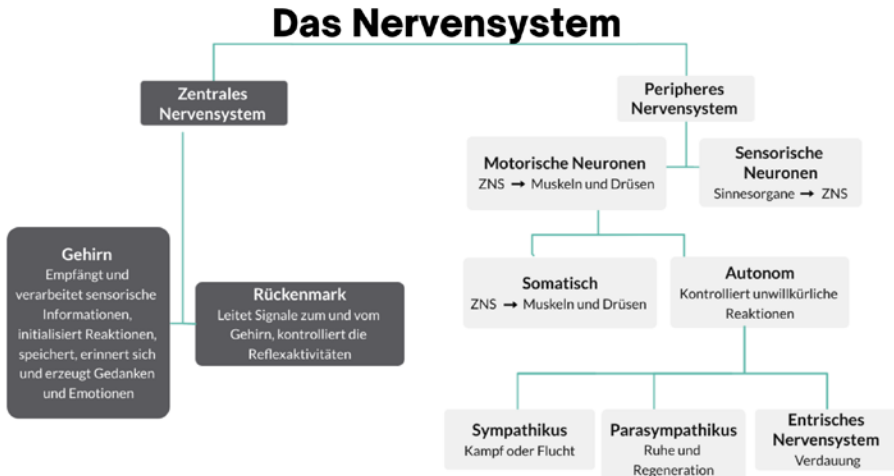 Das Nervensystem
Zentrales
Nervensystem
Peripheres
Nervensystem
Motorische Neuronen
ZNS → Muskeln und Drüsen
Sensorische
Neuronen
Sinnesorgane → ZNS
Gehirn
Empfängt und
verarbeitet sensorische
Informationen,
initialisiert Reaktionen,
speichert, erinnert sich
und erzeugt Gedanken
und Emotionen
Rückenmark
Leitet Signale zum und vom
Gehirn, kontrolliert die
Reflexaktivitäten
Somatisch
ZNS → Muskeln und Drüsen
Autonom
Kontrolliert unwillkürliche
Reaktionen
Sympathikus
Kampf oder Flucht
Parasympathikus
Ruhe und
Regeneration
Entrisches
Nervensystem
Verdauung